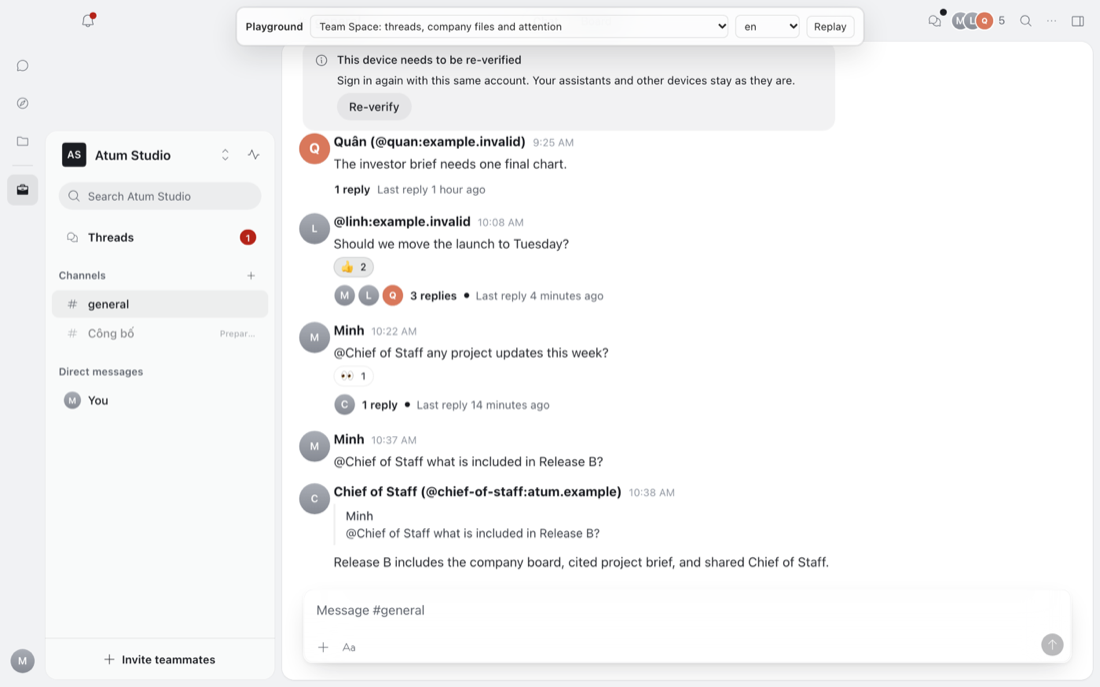 Playground
Team Space: threads, company files and attention
en
Replay
M
L
Q
5
This device needs to be re-verified
Sign in again with this same account. Your assistants and other devices stay as they are.
Re-verify
AS
Atum Studio
Search Atum Studio
Threads
1
Channels
+
# general
# Công bố
Prepar...
Direct messages
M
You
+ Invite teammates
M
Q
Quân (@quan:example.invalid) 9:25 AM
The investor brief needs one final chart.
1 reply Last reply 1 hour ago
L
@linh:example.invalid 10:08 AM
Should we move the launch to Tuesday?
👍 2
M L Q 3 replies • Last reply 4 minutes ago
M
Minh 10:22 AM
@Chief of Staff any project updates this week?
👀 1
C 1 reply • Last reply 14 minutes ago
M
Minh 10:37 AM
@Chief of Staff what is included in Release B?
C
Chief of Staff (@chief-of-staff:atum.example) 10:38 AM
Minh
@Chief of Staff what is included in Release B?
Release B includes the company board, cited project brief, and shared Chief of Staff.
Message #general
+ Aa